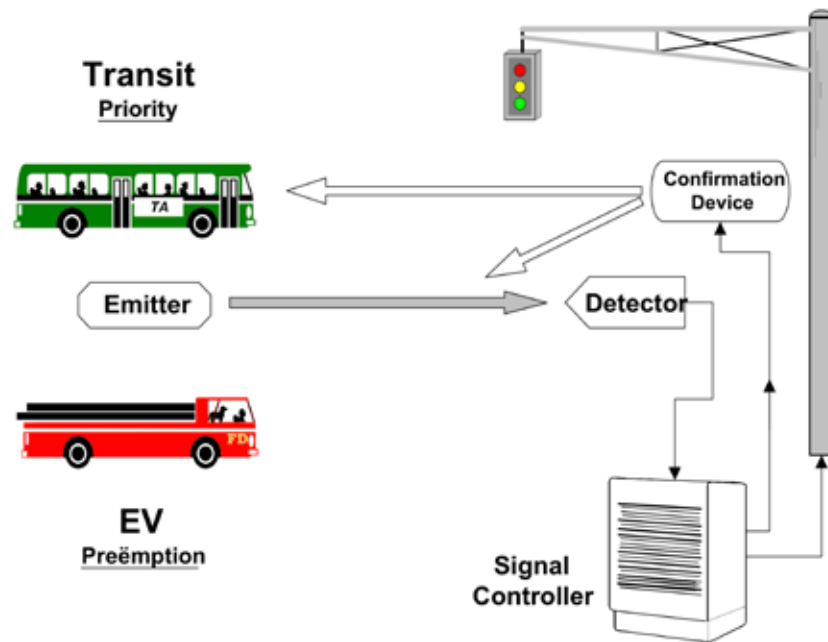 Transit
Priority
TA
Confirmation
Device
Emitter
Detector
FD
EV
Preëmption
Signal
Controller